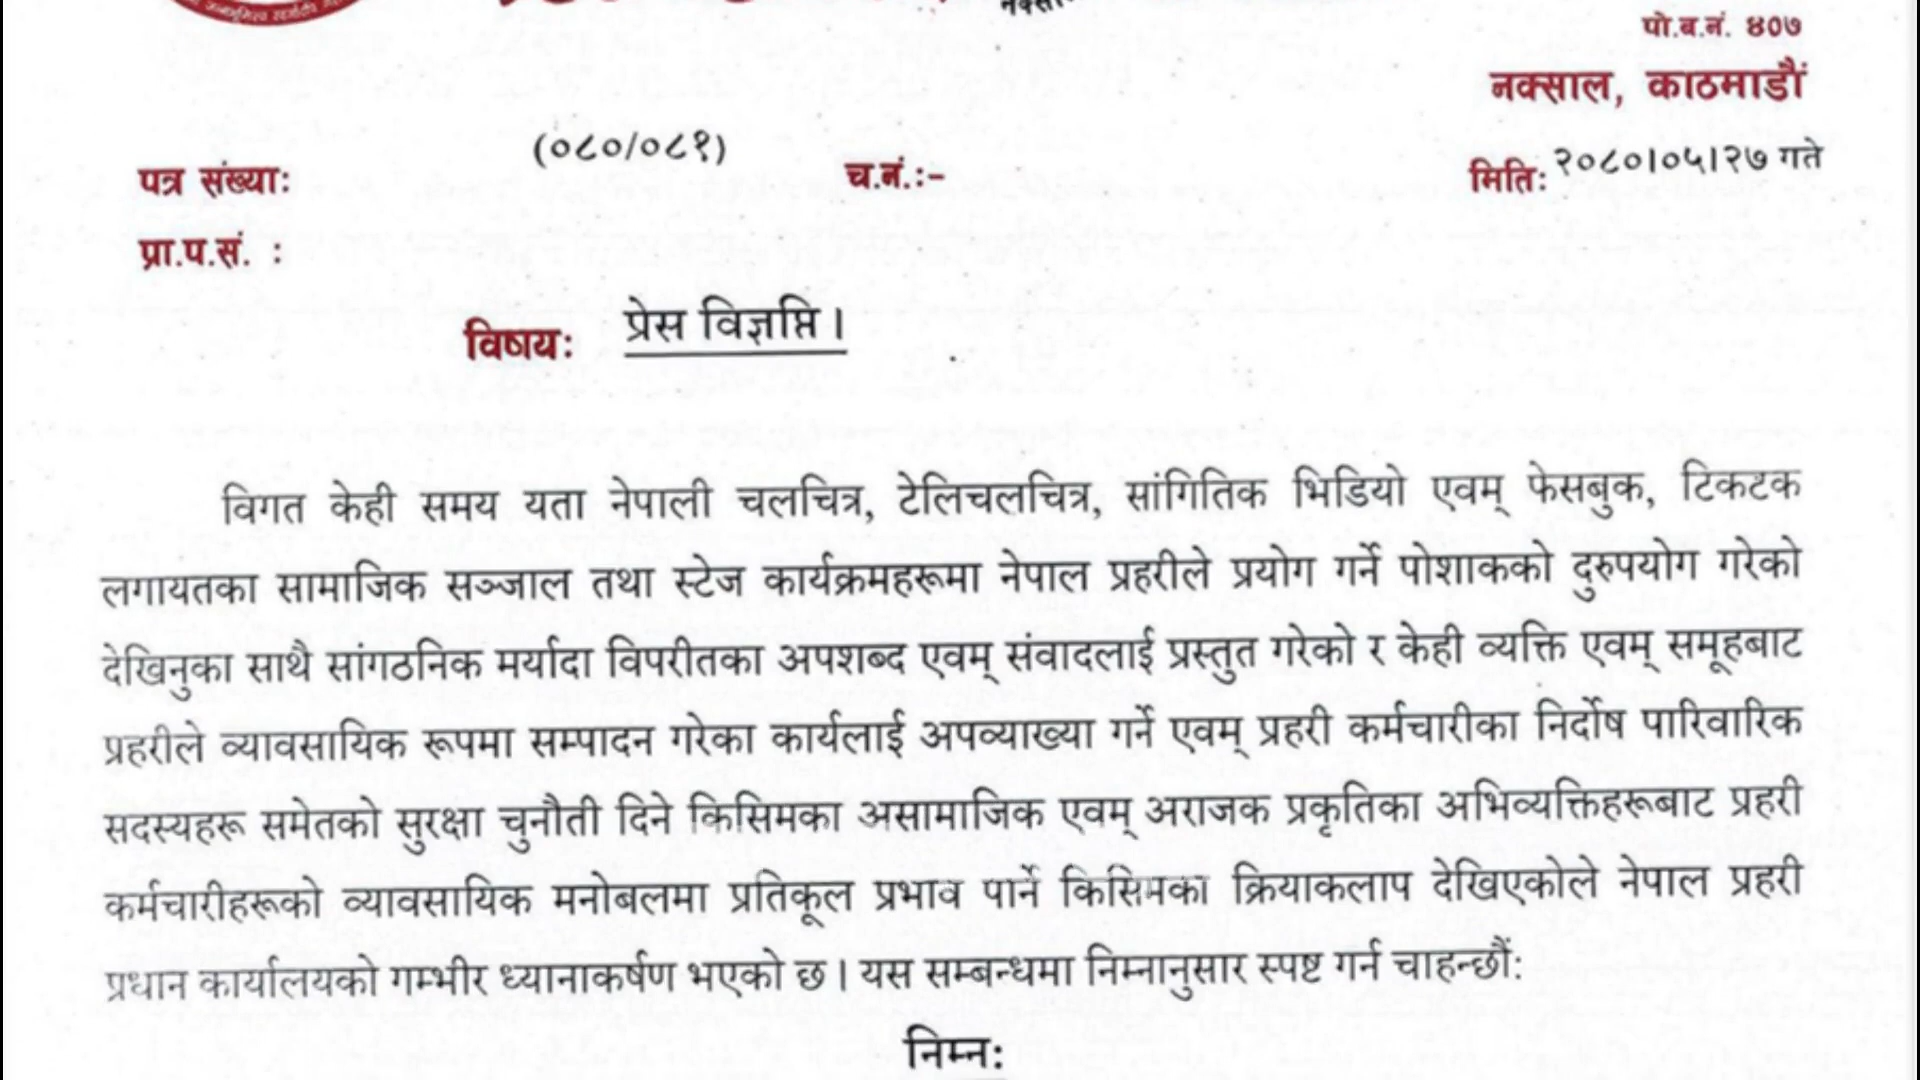 पो.ब.नं. ४०७
नक्साल, काठमाडौं
पत्र संख्याः (०८०/०८१) च.नं.:- मितिः २०८०।०५।२७ गते
प्रा.प.सं. :
विषयः प्रेस विज्ञप्ति ।
विगत केही समय यता नेपाली चलचित्र, टेलिचलचित्र, सांगितिक भिडियो एवम् फेसबुक, टिकटक
लगायतका सामाजिक सञ्जाल तथा स्टेज कार्यक्रमहरूमा नेपाल प्रहरीले प्रयोग गर्ने पोशाकको दुरुपयोग गरेको
देखिनुका साथै सांगठनिक मर्यादा विपरीतका अपशब्द एवम् संवादलाई प्रस्तुत गरेको र केही व्यक्ति एवम् समूहबाट
प्रहरीले व्यावसायिक रूपमा सम्पादन गरेका कार्यलाई अपव्याख्या गर्ने एवम् प्रहरी कर्मचारीका निर्दोष पारिवारिक
सदस्यहरू समेतको सुरक्षा चुनौती दिने किसिमका असामाजिक एवम् अराजक प्रकृतिका अभिव्यक्तिहरूबाट प्रहरी
कर्मचारीहरूको व्यावसायिक मनोबलमा प्रतिकूल प्रभाव पार्ने किसिमका क्रियाकलाप देखिएकोले नेपाल प्रहरी
प्रधान कार्यालयको गम्भीर ध्यानाकर्षण भएको छ । यस सम्बन्धमा निम्नानुसार स्पष्ट गर्न चाहन्छौं:
निम्न: